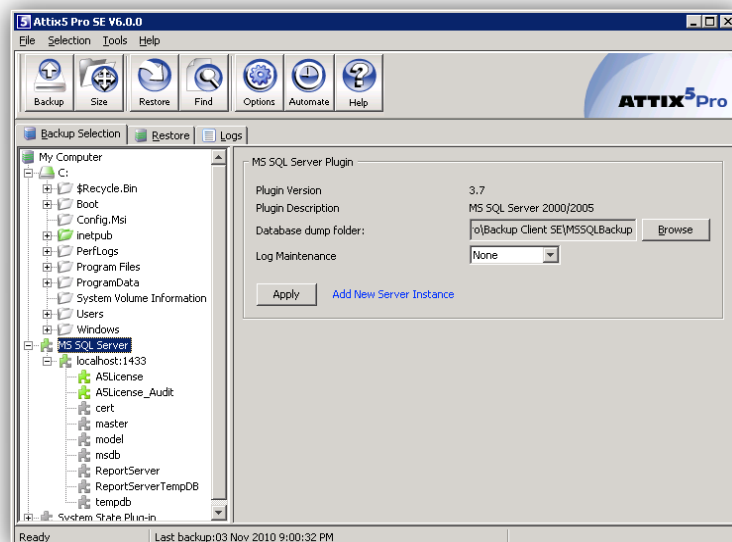 Attix5 Pro SE V6.0.0
File Selection Tools Help
Backup Size Restore Find Options Automate Help
ATTIX5Pro
Backup Selection Restore Logs
My Computer
C:
$Recycle.Bin
Boot
Config.Msi
inetpub
PerfLogs
Program Files
ProgramData
System Volume Information
Users
Windows
MS SQL Server
localhost:1433
A5License
A5License_Audit
cert
master
model
msdb
ReportServer
ReportServerTempDB
tempdb
System State Plug-in
MS SQL Server Plugin
Plugin Version 3.7
Plugin Description MS SQL Server 2000/2005
Database dump folder: 'o\Backup Client SE\MSSQLBackup Browse
Log Maintenance None
Apply Add New Server Instance
Ready Last backup:03 Nov 2010 9:00:32 PM